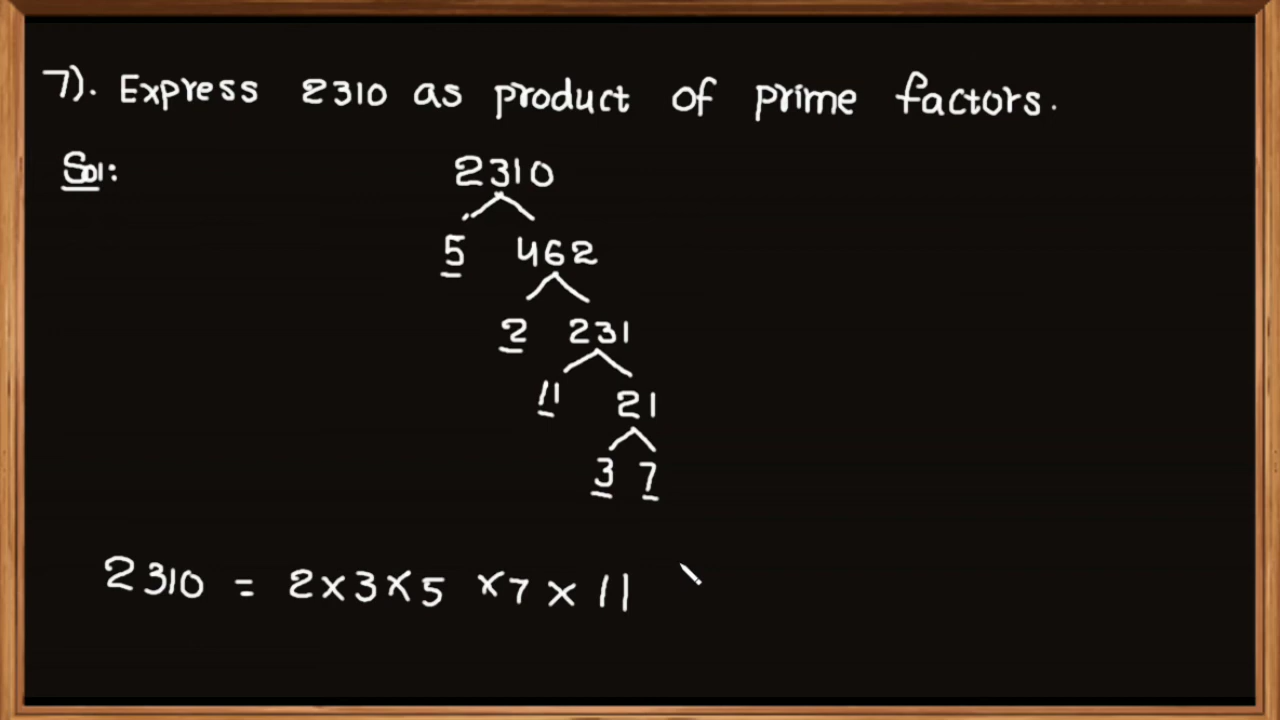 7). Express 2310 as product of prime factors.
Sol:
2310
5 462
2 231
11 21
3 7
2310 = 2 × 3 × 5 × 7 × 11